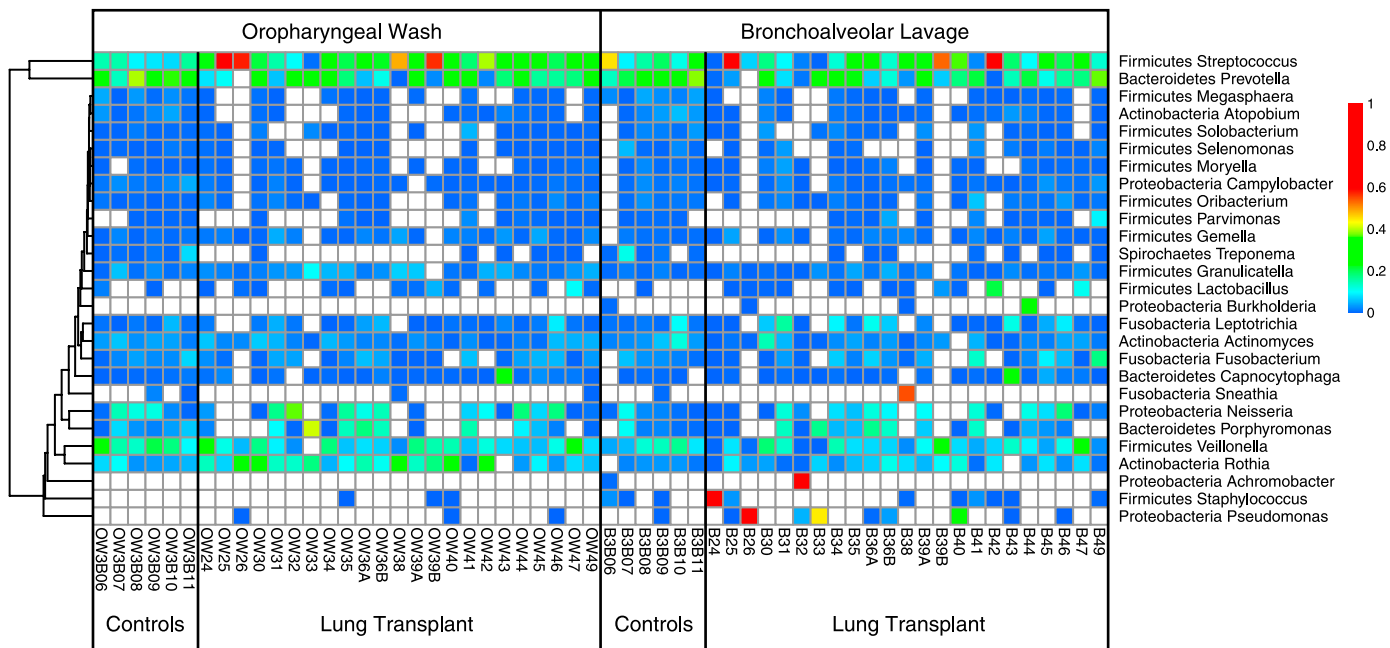 Oropharyngeal Wash
Bronchoalveolar Lavage
Firmicutes Streptococcus
Bacteroidetes Prevotella
Firmicutes Megasphaera
Actinobacteria Atopobium
Firmicutes Solobacterium
Firmicutes Selenomonas
Firmicutes Moryella
Proteobacteria Campylobacter
Firmicutes Oribacterium
Firmicutes Parvimonas
Firmicutes Gemella
Spirochaetes Treponema
Firmicutes Granulicatella
Firmicutes Lactobacillus
Proteobacteria Burkholderia
Fusobacteria Leptotrichia
Actinobacteria Actinomyces
Fusobacteria Fusobacterium
Bacteroidetes Capnocytophaga
Fusobacteria Sneathia
Proteobacteria Neisseria
Bacteroidetes Porphyromonas
Firmicutes Veillonella
Actinobacteria Rothia
Proteobacteria Achromobacter
Firmicutes Staphylococcus
Proteobacteria Pseudomonas
1
0.8
0.6
0.4
0.2
0
OW3B06
OW3B07
OW3B08
OW3B09
OW3B10
OW3B11
OW24
OW25
OW26
OW30
OW31
OW32
OW33
OW34
OW35
OW36A
OW36B
OW38
OW39A
OW39B
OW40
OW41
OW42
OW43
OW44
OW45
OW46
OW47
OW49
B3B06
B3B07
B3B08
B3B09
B3B10
B3B11
B24
B25
B26
B30
B31
B32
B33
B34
B35
B36A
B36B
B38
B39A
B39B
B40
B41
B42
B43
B44
B45
B46
B47
B49
Controls
Lung Transplant
Controls
Lung Transplant